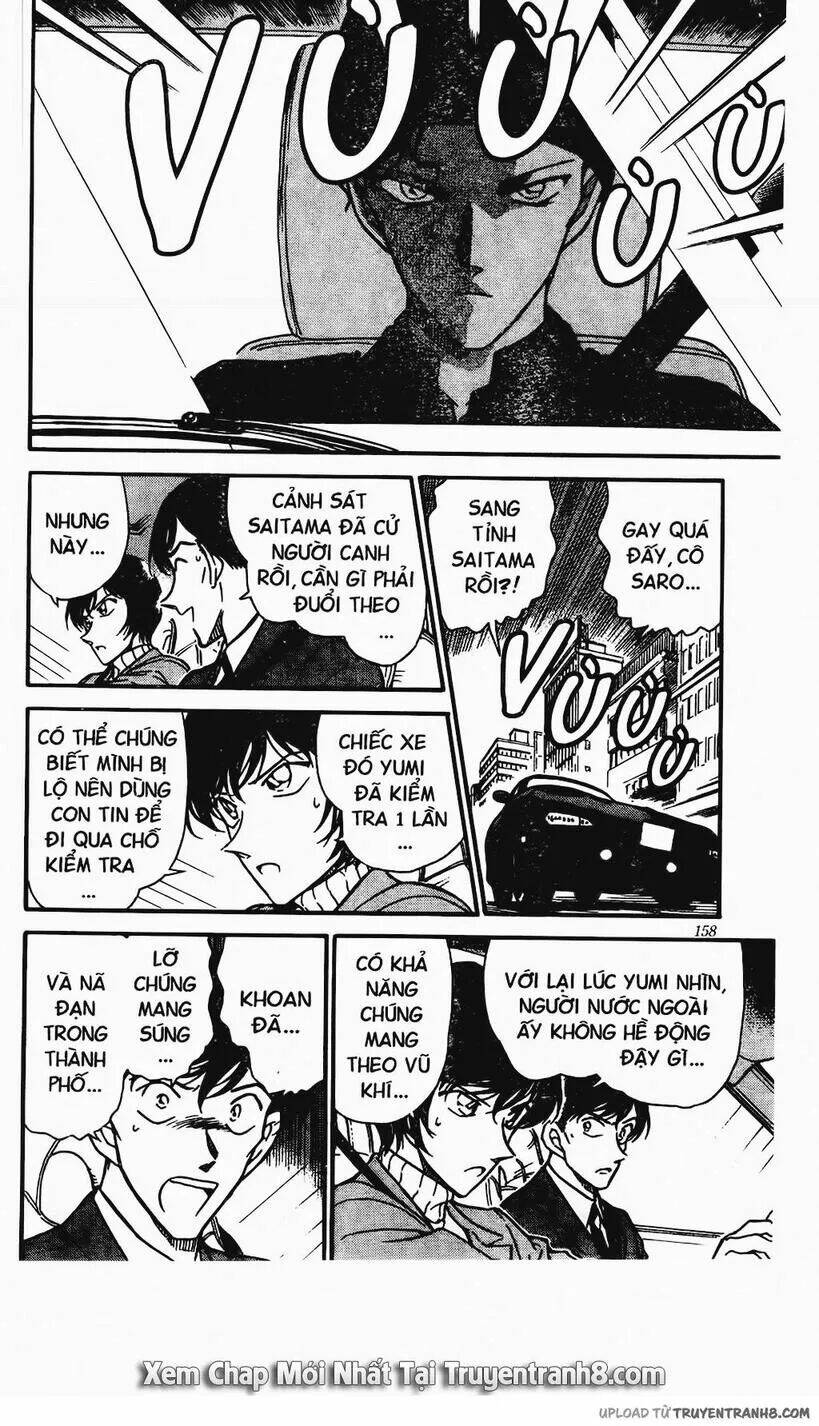 VÙ Ù Ù Ù Ù
GAY QUÁ
ĐẤY, CÔ
SARO...
SANG
TỈNH
SAITAMA
RỒI?!
VÙ Ù Ù Ù
CẢNH SÁT
SAITAMA ĐÃ CỬ
NGƯỜI CANH
RỒI, CẦN GÌ PHẢI
ĐUỔI THEO
...
NHƯNG
NÀY...
CHIẾC XE
ĐÓ YUMI
ĐÃ KIỂM
TRA 1 LẦN
...
CÓ THỂ CHÚNG
BIẾT MÌNH BỊ
LỘ NÊN DÙNG
CON TIN ĐỂ
ĐI QUA CHỖ
KIỂM TRA
...
158
VỚI LẠI LÚC YUMI NHÌN,
NGƯỜI NƯỚC NGOÀI
ẤY KHÔNG HỀ ĐỘNG
ĐẬY GÌ...
CÓ KHẢ
NĂNG
CHÚNG
MANG
THEO VŨ
KHÍ...
KHOAN
ĐÃ...
LỠ
CHÚNG
MANG
SÚNG
...
VÀ NÃ
ĐẠN
TRONG
THÀNH
PHỐ...
Xem Chap Mới Nhất Tại Truyentranh8.com
UPLOAD TỪ TRUYENTRANH8.COM